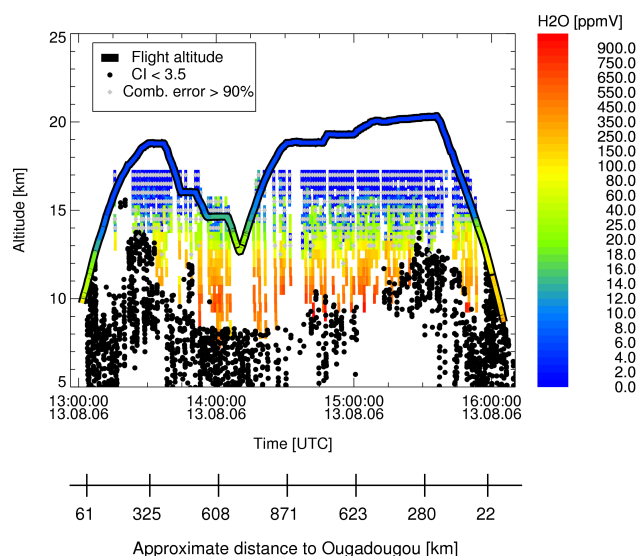 H2O [ppmV]
25
20
15
10
5
Altitude [km]
Flight altitude
CI < 3.5
Comb. error > 90%
900.0
750.0
650.0
550.0
450.0
350.0
250.0
150.0
100.0
80.0
60.0
40.0
24.0
20.0
18.0
16.0
14.0
12.0
10.0
8.0
6.0
4.0
2.0
0.0
13:00:00 14:00:00 15:00:00 16:00:00
13.08.06 13.08.06 13.08.06 13.08.06
Time [UTC]
61 325 608 871 623 280 22
Approximate distance to Ougadougou [km]